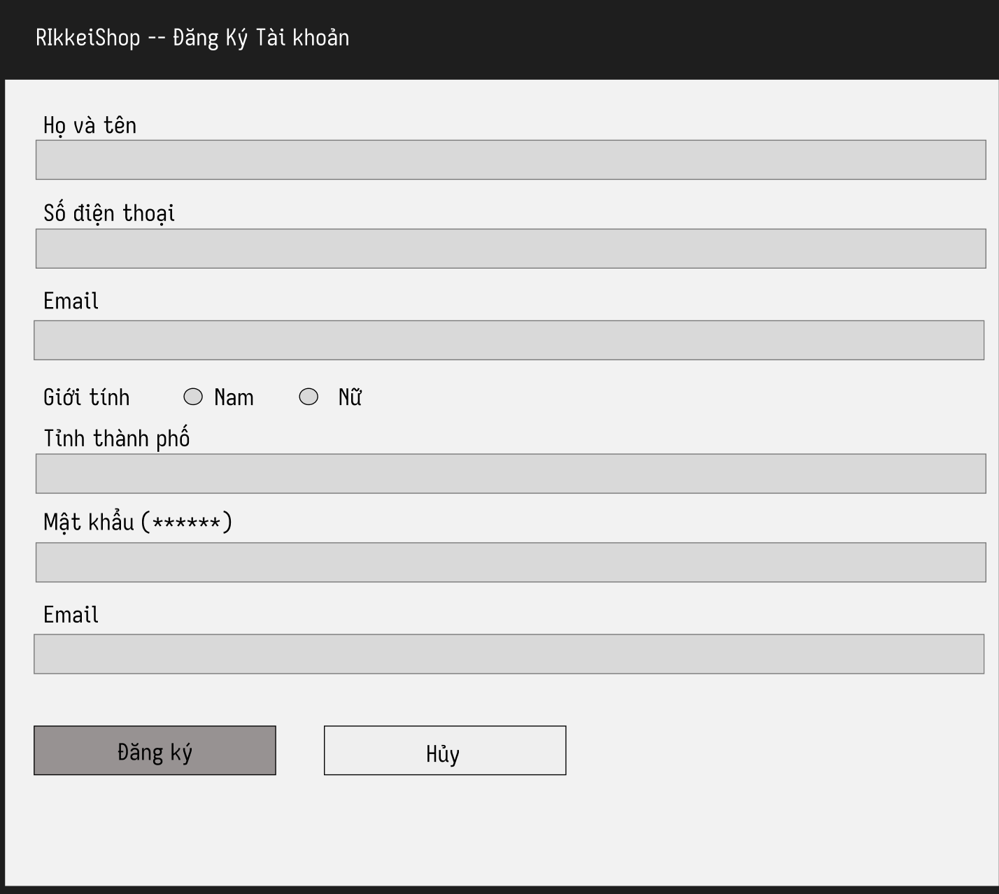 RIkkeiShop -- Đăng Ký Tài khoản
Họ và tên
Số điện thoại
Email
Giới tính Nam Nữ
Tỉnh thành phố
Mật khẩu (******)
Email
Đăng ký Hủy